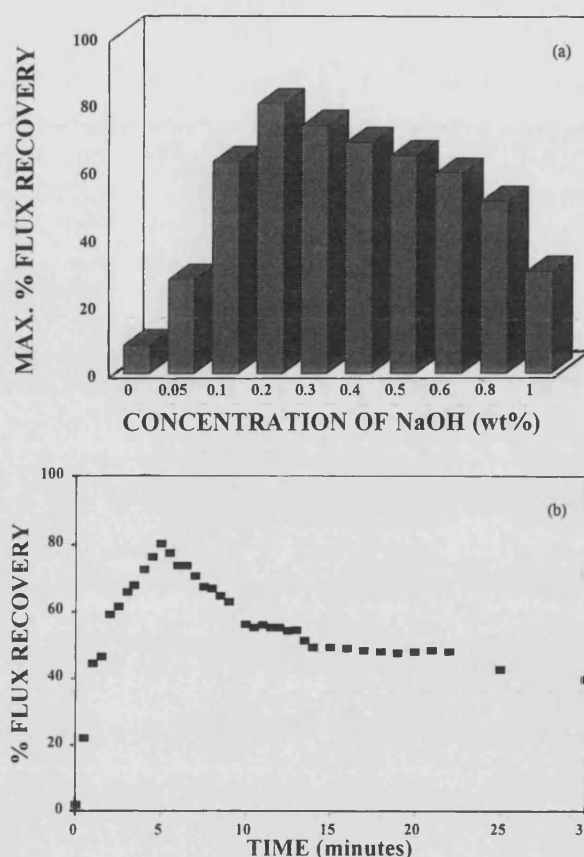 (a)
MAX. % FLUX RECOVERY
100
80
60
40
20
0
0 0.05 0.1 0.2 0.3 0.4 0.5 0.6 0.8 1
CONCENTRATION OF NaOH (wt%)
(b)
% FLUX RECOVERY
100
80
60
40
20
0
0 5 10 15 20 25
TIME (minutes)